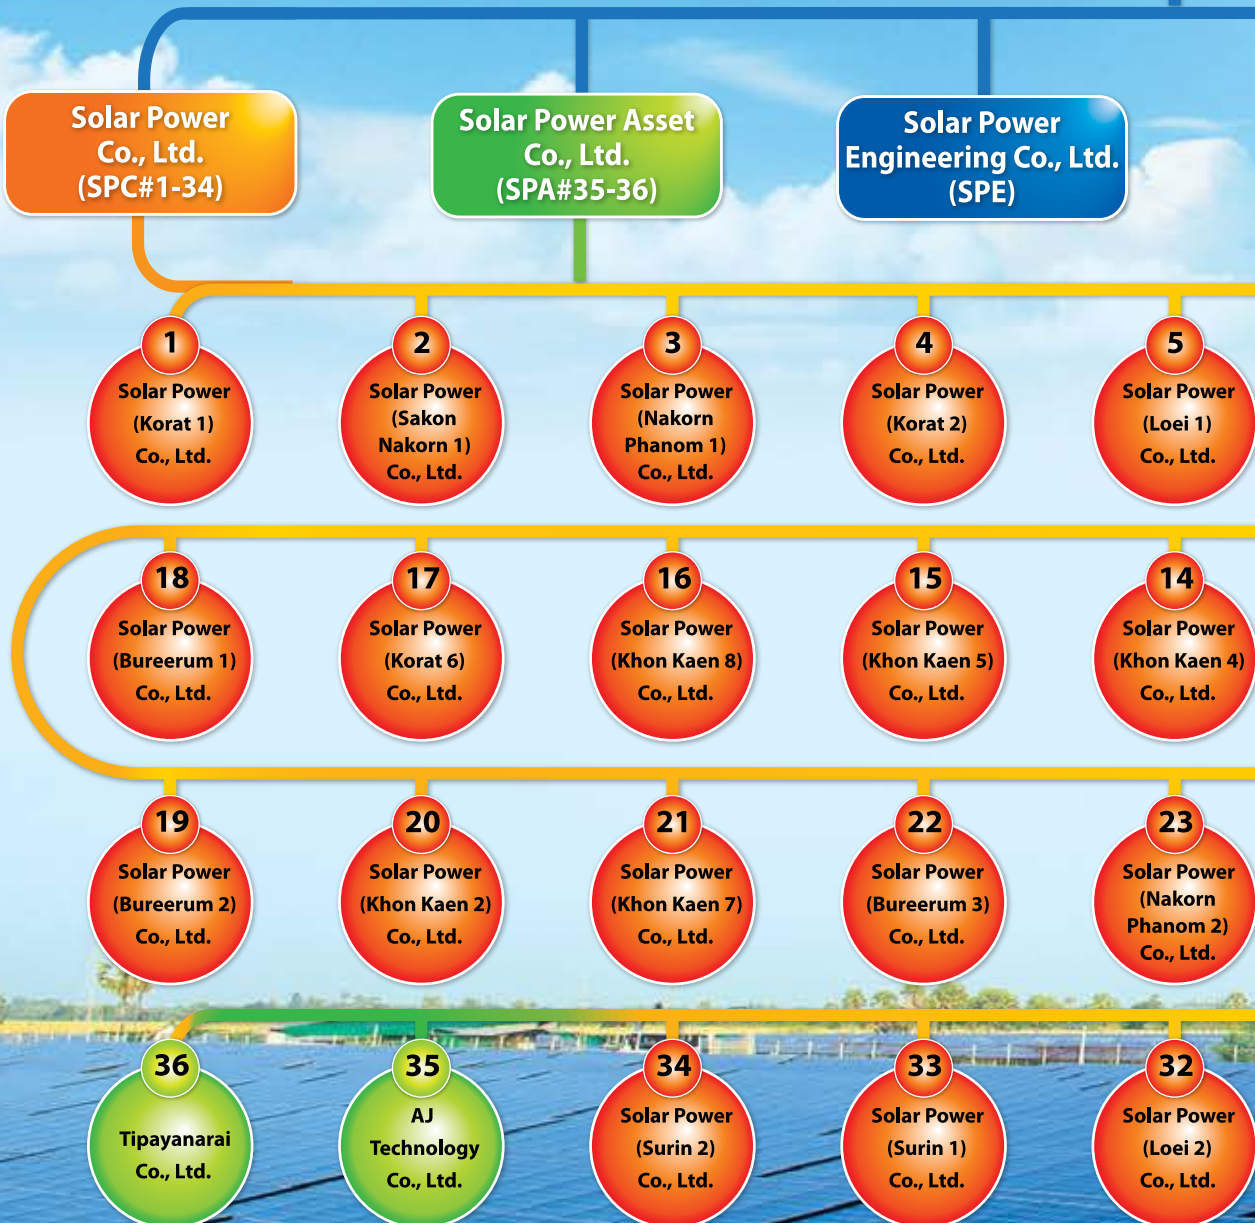 Solar Power
Co., Ltd.
(SPC#1-34)
Solar Power Asset
Co., Ltd.
(SPA#35-36)
Solar Power
Engineering Co., Ltd.
(SPE)
1
Solar Power
(Korat 1)
Co., Ltd.
2
Solar Power
(Sakon
Nakorn 1)
Co., Ltd.
3
Solar Power
(Nakorn
Phanom 1)
Co., Ltd.
4
Solar Power
(Korat 2)
Co., Ltd.
5
Solar Power
(Loei 1)
Co., Ltd.
18
Solar Power
(Bureerum 1)
Co., Ltd.
17
Solar Power
(Korat 6)
Co., Ltd.
16
Solar Power
(Khon Kaen 8)
Co., Ltd.
15
Solar Power
(Khon Kaen 5)
Co., Ltd.
14
Solar Power
(Khon Kaen 4)
Co., Ltd.
19
Solar Power
(Bureerum 2)
Co., Ltd.
20
Solar Power
(Khon Kaen 2)
Co., Ltd.
21
Solar Power
(Khon Kaen 7)
Co., Ltd.
22
Solar Power
(Bureerum 3)
Co., Ltd.
23
Solar Power
(Nakorn
Phanom 2)
Co., Ltd.
36
Tipayanarai
Co., Ltd.
35
AJ
Technology
Co., Ltd.
34
Solar Power
(Surin 2)
Co., Ltd.
33
Solar Power
(Surin 1)
Co., Ltd.
32
Solar Power
(Loei 2)
Co., Ltd.